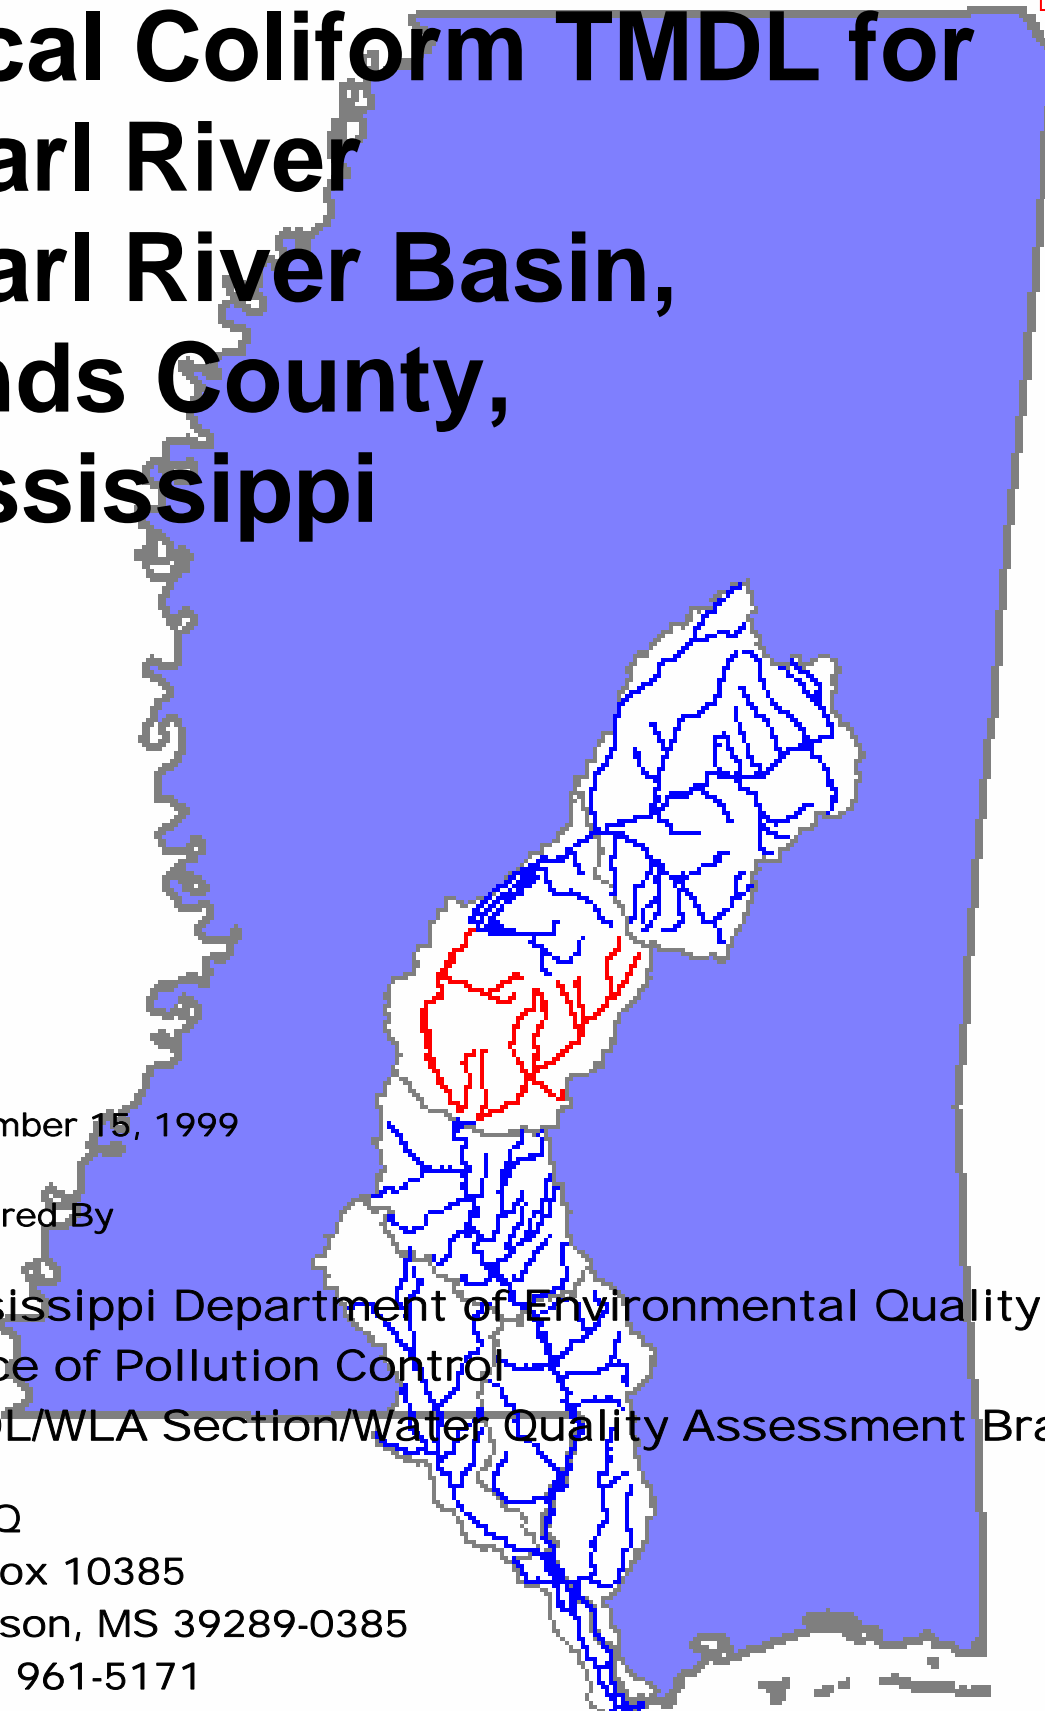 cal Coliform TMDL for
arl River
arl River Basin,
nds County,
ssissippi
mber 15, 1999
red By
sissippi Department of Environmental Quality
ce of Pollution Control
DL/WLA Section/Water Quality Assessment Bra
Q
ox 10385
son, MS 39289-0385
961-5171